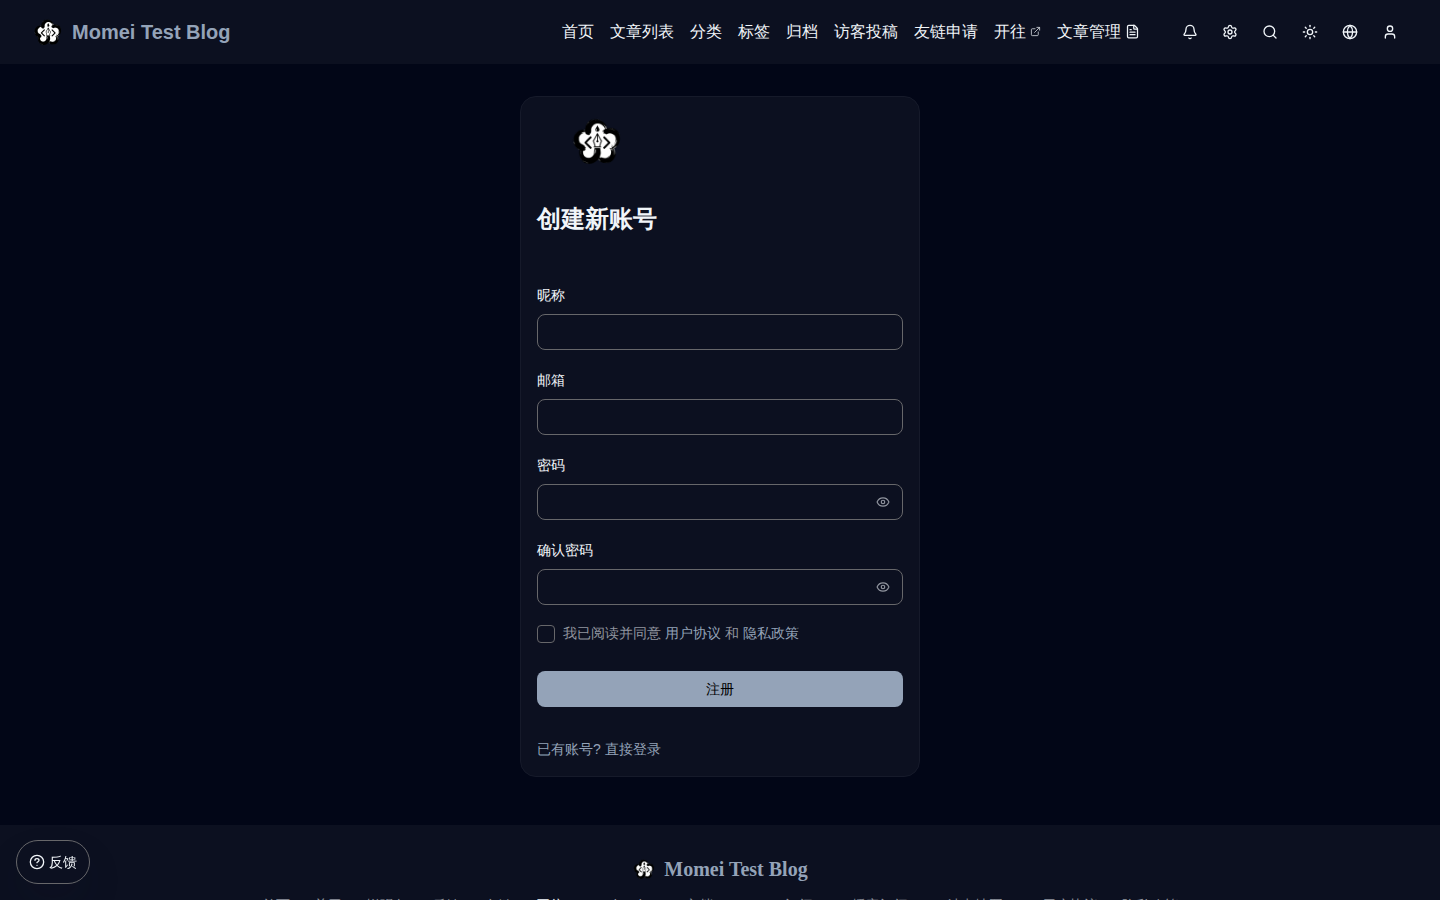 Momei Test Blog 首页 文章列表 分类 标签 归档 访客投稿 友链申请 开往 文章管理
创建新账号
昵称
邮箱
密码
确认密码
我已阅读并同意 用户协议 和 隐私政策
注册
已有账号? 直接登录
反馈
Momei Test Blog